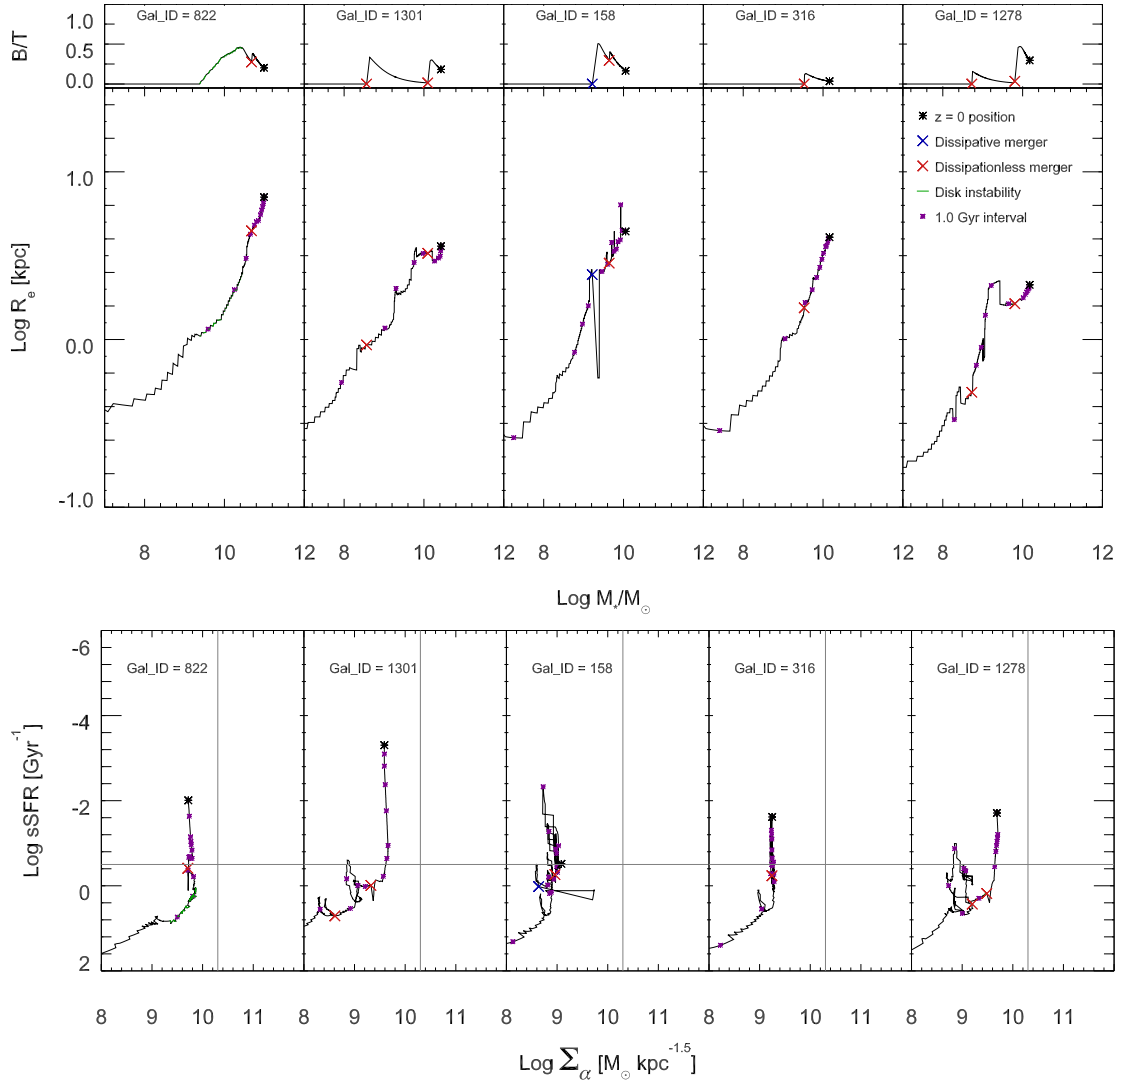 Gal_ID = 822 Gal_ID = 1301 Gal_ID = 158 Gal_ID = 316 Gal_ID = 1278
B/T
1.0
0.5
0.0
z = 0 position
Dissipative merger
Dissipationless merger
Disk instability
1.0 Gyr interval
Log R_e [kpc]
1.0
0.0
-1.0
8 10 12 8 10 12 8 10 12 8 10 12 8 10 12
Log M_*/M_☉
Gal_ID = 822 Gal_ID = 1301 Gal_ID = 158 Gal_ID = 316 Gal_ID = 1278
Log sSFR [Gyr^-1]
-6
-4
-2
0
2
8 9 10 11 8 9 10 11 8 9 10 11 8 9 10 11 8 9 10 11
Log Σ_α [M_☉ kpc^-1.5]